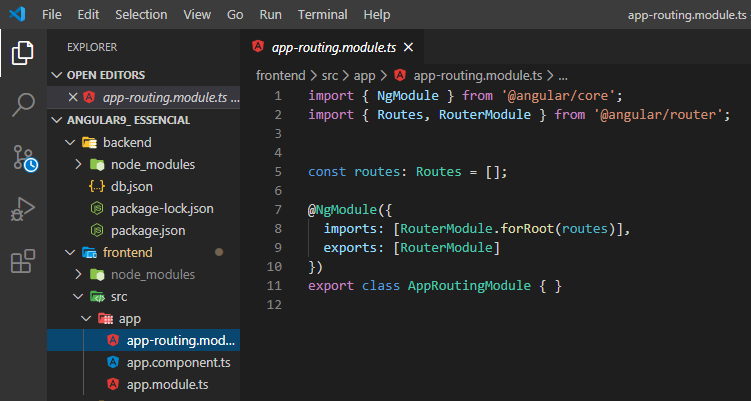 File Edit Selection View Go Run Terminal Help app-routing.module.ts
EXPLORER
OPEN EDITORS
app-routing.module.ts ...
ANGULAR9_ ESSENCIAL
backend
node_modules
{..} db.json
package-lock.json
package.json
frontend
node_modules
src
app
app-routing.mod...
app.component.ts
app.module.ts
app-routing.module.ts
frontend > src > app > app-routing.module.ts > ...
1 import { NgModule } from '@angular/core';
2 import { Routes, RouterModule } from '@angular/router';
3
4
5 const routes: Routes = [];
6
7 @NgModule({
8 imports: [RouterModule.forRoot(routes)],
9 exports: [RouterModule]
10 })
11 export class AppRoutingModule { }
12